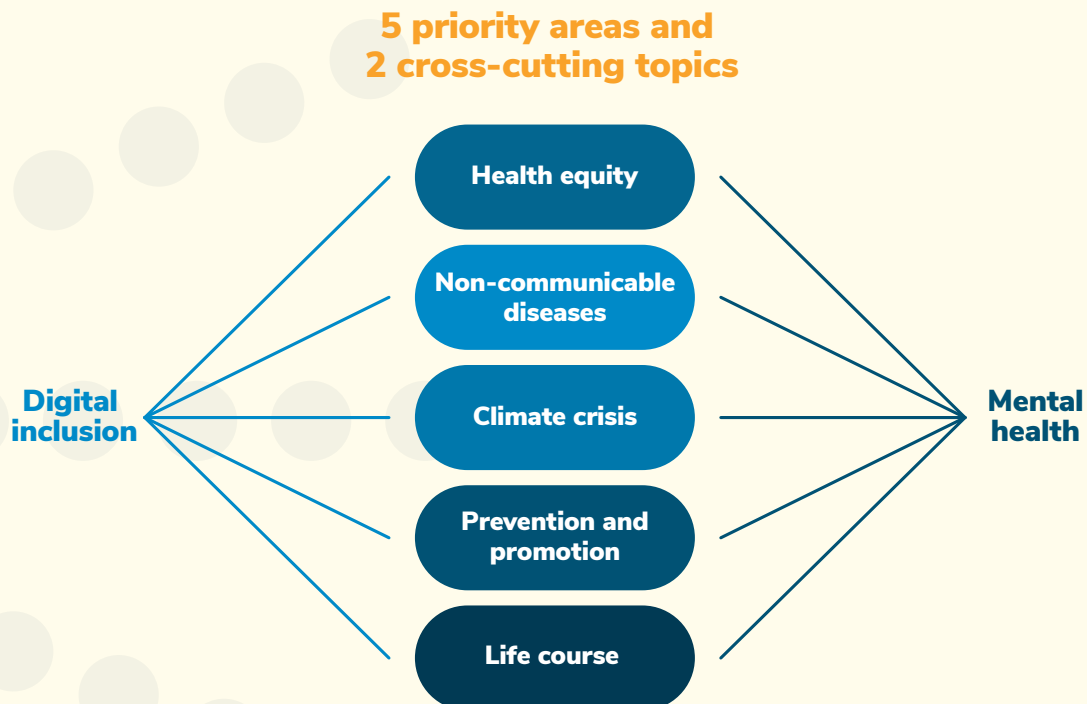 5 priority areas and
2 cross-cutting topics
Health equity
Non-communicable
diseases
Digital
inclusion
Climate crisis
Mental
health
Prevention and
promotion
Life course